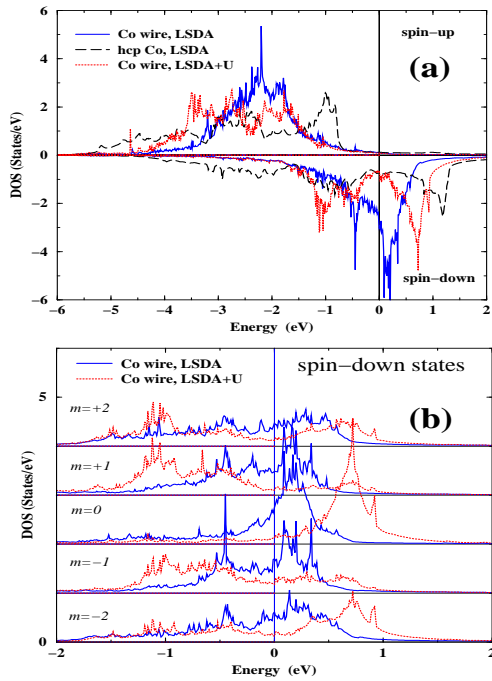 6
4
2
0
−2
−4
−6
DOS (States/eV)
Co wire, LSDA
hcp Co, LSDA
Co wire, LSDA+U
spin−up
(a)
spin−down
−6 −5 −4 −3 −2 −1 0 1 2
Energy (eV)
Co wire, LSDA
Co wire, LSDA+U
spin−down states
(b)
5
0
DOS (States/eV)
m=+2
m=+1
m=0
m=−1
m=−2
−2 −1 0 1 2
Energy (eV)